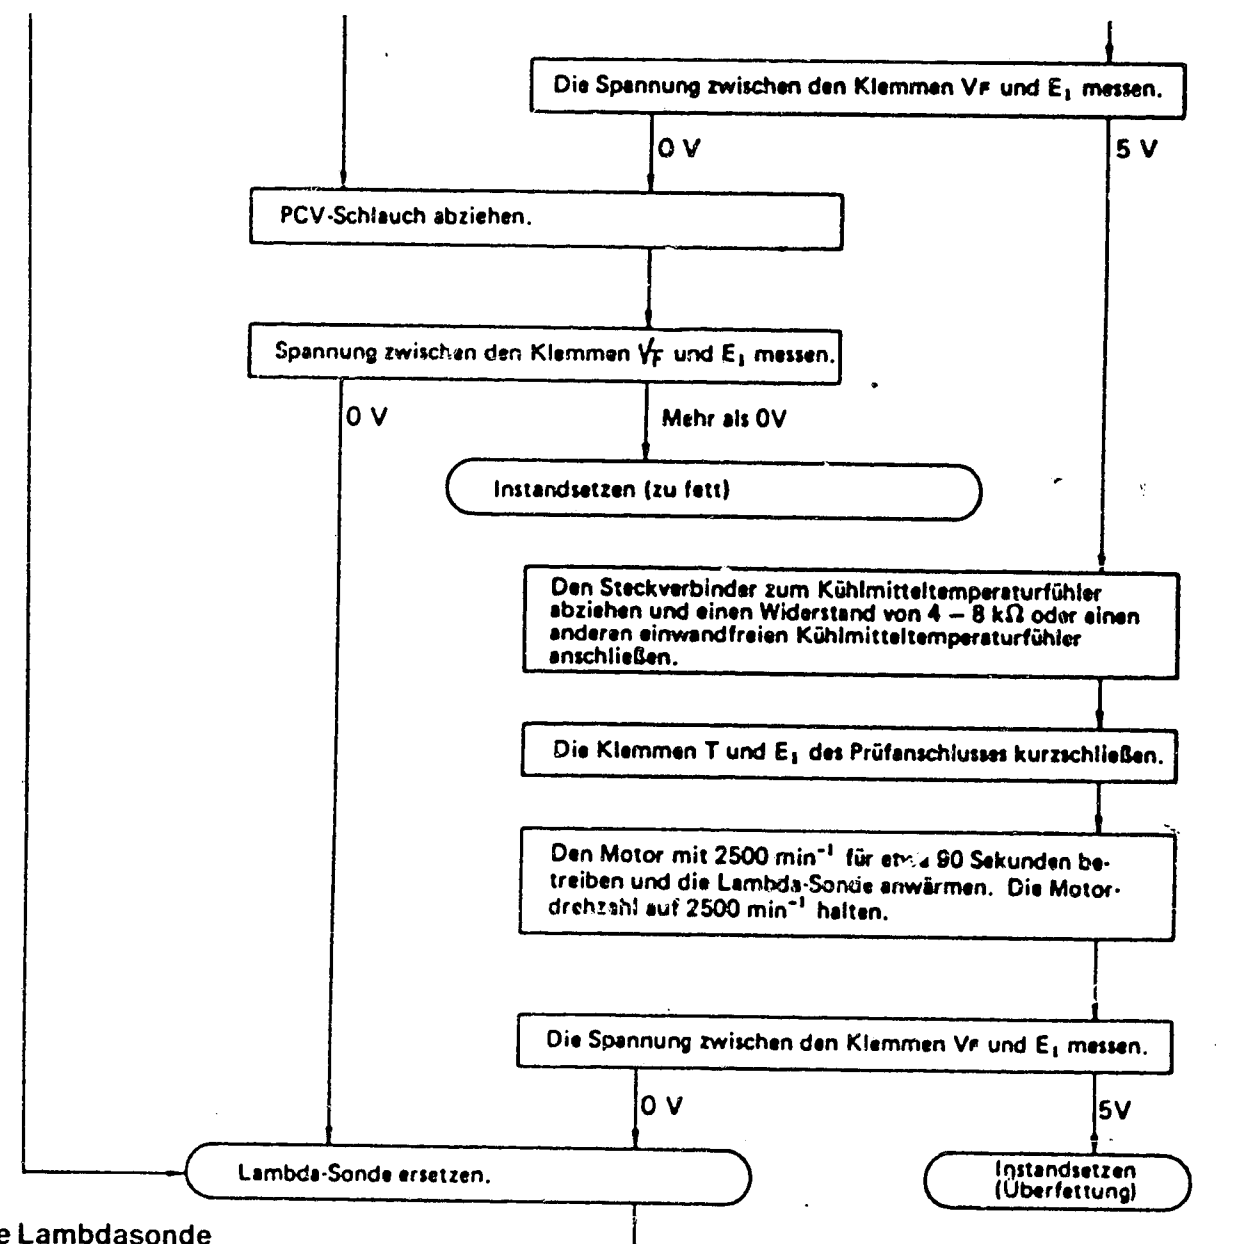 Die Spannung zwischen den Klemmen VF und E1 messen.
0 V
5 V
PCV-Schlauch abziehen.
Spannung zwischen den Klemmen VF und E1 messen.
0 V
Mehr als 0V
Instandsetzen (zu fett)
Den Steckverbinder zum Kühlmitteltemperaturfühler
abziehen und einen Widerstand von 4 – 8 kΩ oder einen
anderen einwandfreien Kühlmitteltemperaturfühler
anschließen.
Die Klemmen T und E1 des Prüfanschlusses kurzschließen.
Den Motor mit 2500 min⁻¹ für etwa 90 Sekunden be-
treiben und die Lambda-Sonde anwärmen. Die Motor-
drehzahl auf 2500 min⁻¹ halten.
Die Spannung zwischen den Klemmen VF und E1 messen.
0 V
5V
Lambda-Sonde ersetzen.
Instandsetzen
(Überfettung)
e Lambdasonde